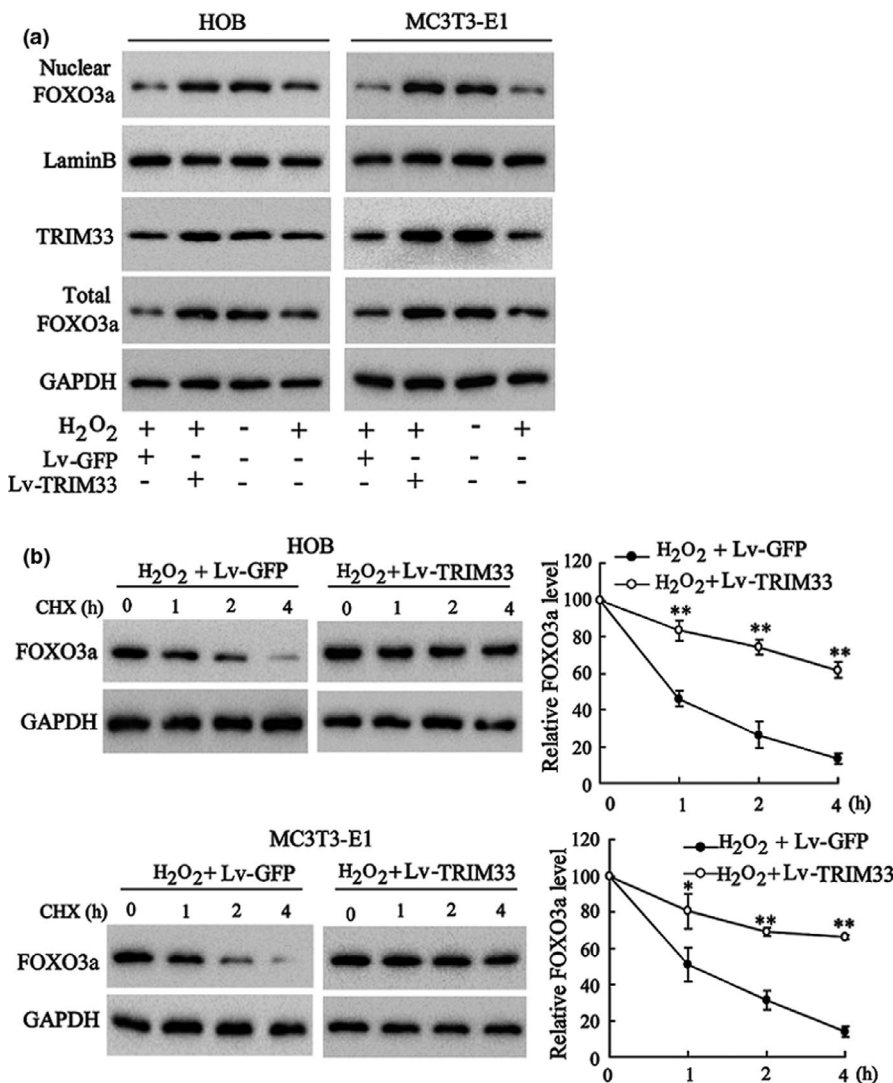 (a)
HOB MC3T3-E1
Nuclear
FOXO3a
LaminB
TRIM33
Total
FOXO3a
GAPDH
H₂O₂ + + - + + + - +
Lv-GFP + - - - + - - -
Lv-TRIM33 - + - - - + - -
(b)
HOB
H₂O₂ + Lv-GFP H₂O₂+Lv-TRIM33
CHX (h) 0 1 2 4 0 1 2 4
FOXO3a
GAPDH
H₂O₂ + Lv-GFP
H₂O₂+Lv-TRIM33
Relative FOXO3a level
120
100
80
60
40
20
0
** ** **
0 1 2 4 (h)
MC3T3-E1
H₂O₂+ Lv-GFP H₂O₂+Lv-TRIM33
CHX (h) 0 1 2 4 0 1 2 4
FOXO3a
GAPDH
H₂O₂ + Lv-GFP
H₂O₂+Lv-TRIM33
Relative FOXO3a level
120
100
80
60
40
20
0
* ** **
0 1 2 4 (h)